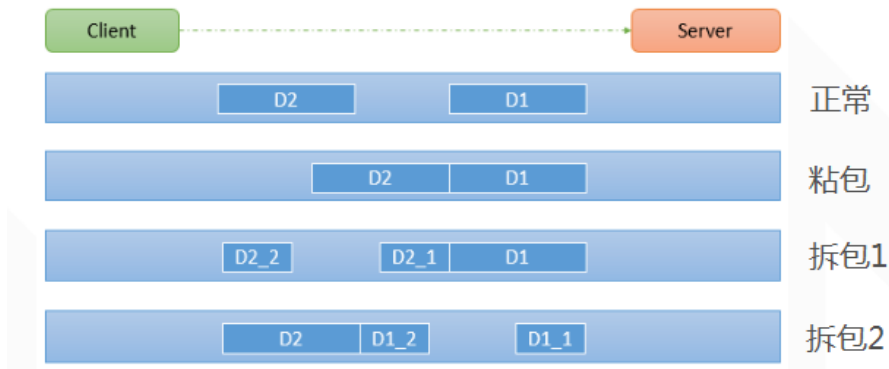 Client Server
D2 D1 正常
D2 D1 粘包
D2_2 D2_1 D1 拆包1
D2 D1_2 D1_1 拆包2